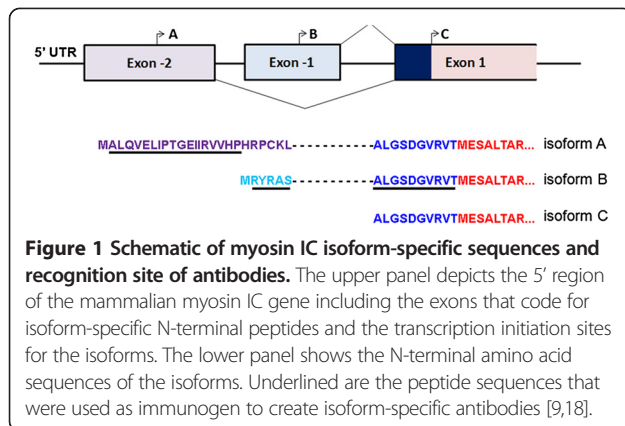 A
B
C
5' UTR
Exon -2
Exon -1
Exon 1
MALQVELIPTGEIIRVVHPHRPCKL----------ALGSDGVRVTMESALTAR... isoform A
MRYRAS----------ALGSDGVRVTMESALTAR... isoform B
ALGSDGVRVTMESALTAR... isoform C
Figure 1 Schematic of myosin IC isoform-specific sequences and
recognition site of antibodies. The upper panel depicts the 5' region
of the mammalian myosin IC gene including the exons that code for
isoform-specific N-terminal peptides and the transcription initiation sites
for the isoforms. The lower panel shows the N-terminal amino acid
sequences of the isoforms. Underlined are the peptide sequences that
were used as immunogen to create isoform-specific antibodies [9,18].